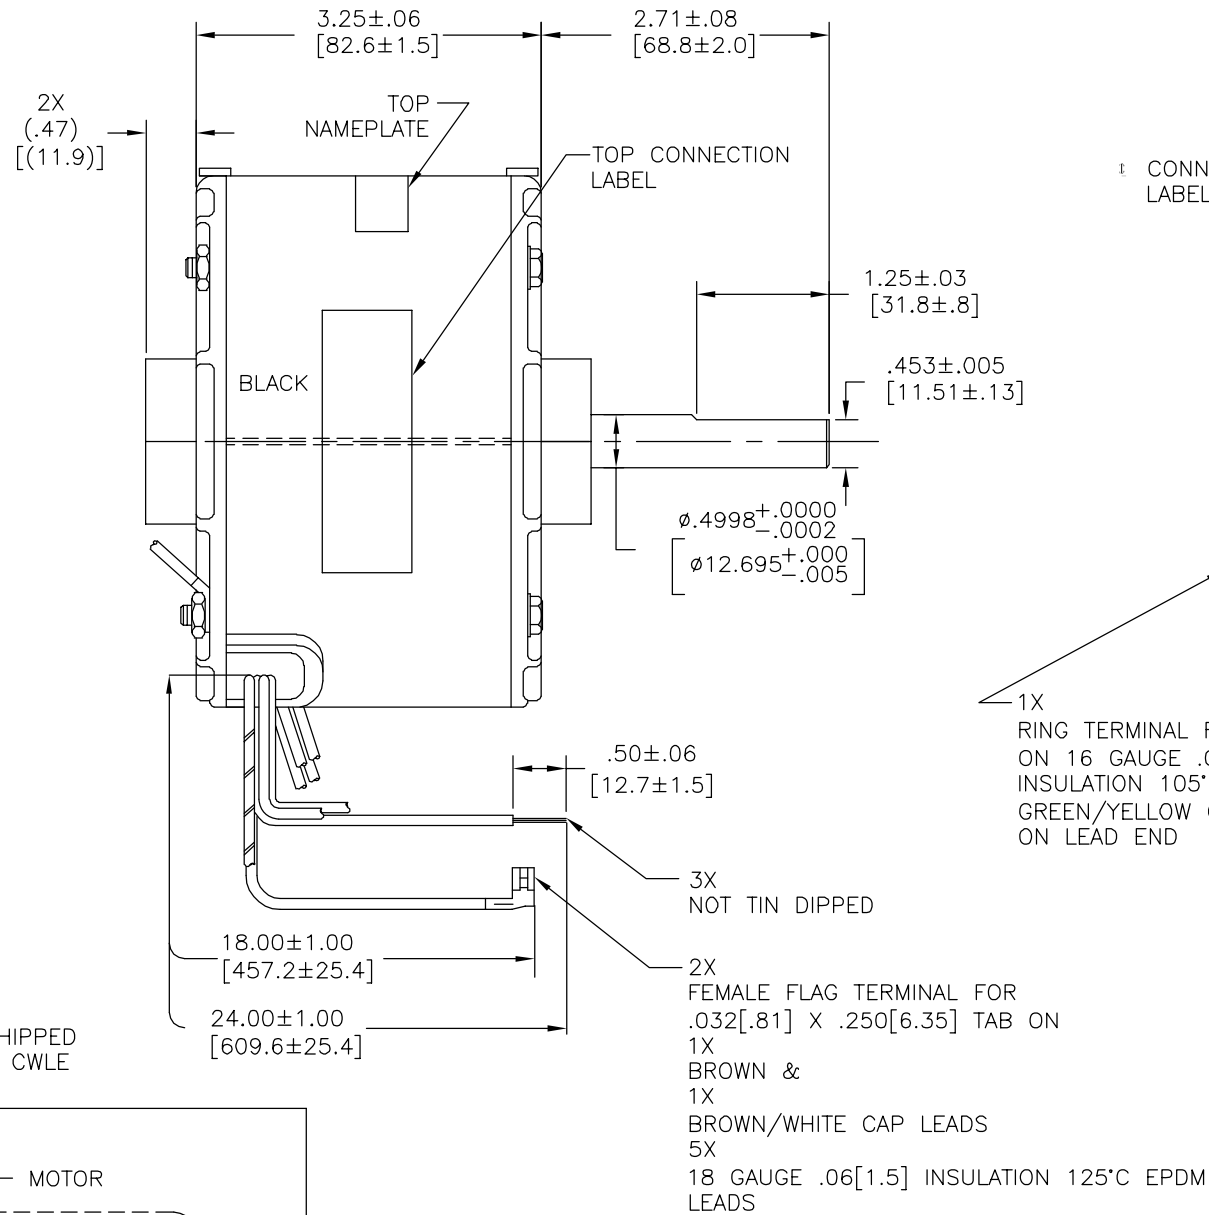 3.25±.06
[82.6±1.5]
2.71±.08
[68.8±2.0]
2X
(.47)
[(11.9)]
TOP
NAMEPLATE
TOP CONNECTION
LABEL
CONN
LABEL
1.25±.03
[31.8±.8]
.453±.005
[11.51±.13]
BLACK
ø.4998+.0000
-.0002
[ø12.695+.000
-.005]
1X
RING TERMINAL
ON 16 GAUGE
INSULATION 105°
GREEN/YELLOW
ON LEAD END
.50±.06
[12.7±1.5]
3X
NOT TIN DIPPED
18.00±1.00
[457.2±25.4]
24.00±1.00
[609.6±25.4]
2X
FEMALE FLAG TERMINAL FOR
.032[.81] X .250[6.35] TAB ON
1X
BROWN &
1X
BROWN/WHITE CAP LEADS
5X
18 GAUGE .06[1.5] INSULATION 125°C EPDM
LEADS
HIPPED
CWLE
MOTOR